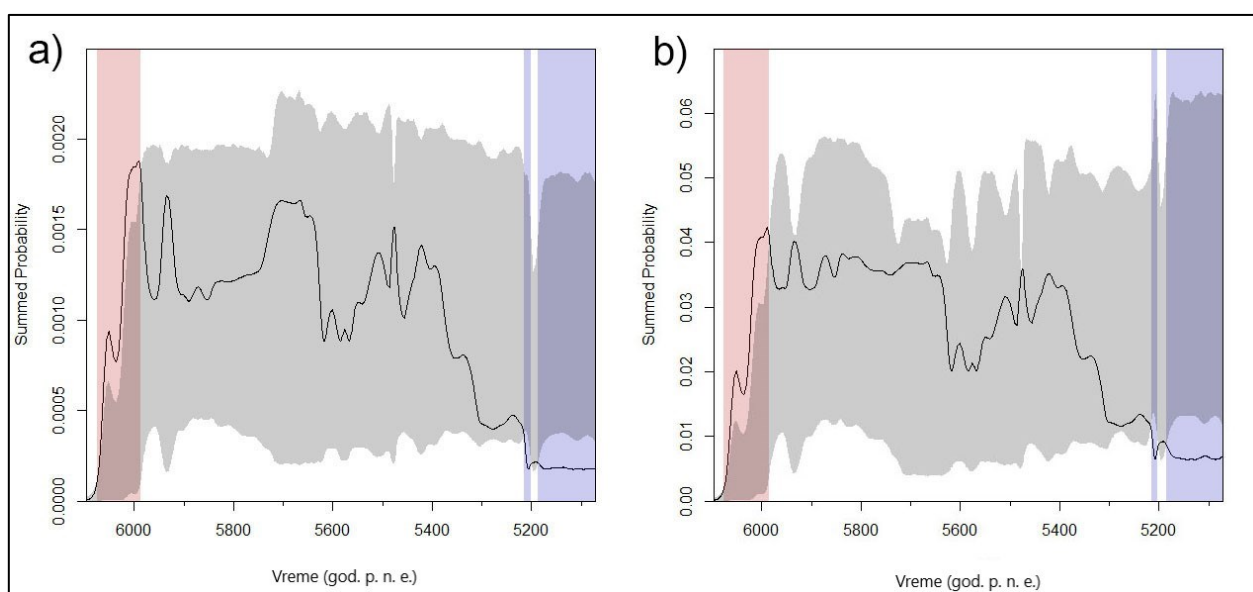 a)
Summed Probability
0.0000
0.0005
0.0010
0.0015
0.0020
6000 5800 5600 5400 5200
Vreme (god. p. n. e.)
b)
Summed Probability
0.00
0.01
0.02
0.03
0.04
0.05
0.06
6000 5800 5600 5400 5200
Vreme (god. p. n. e.)